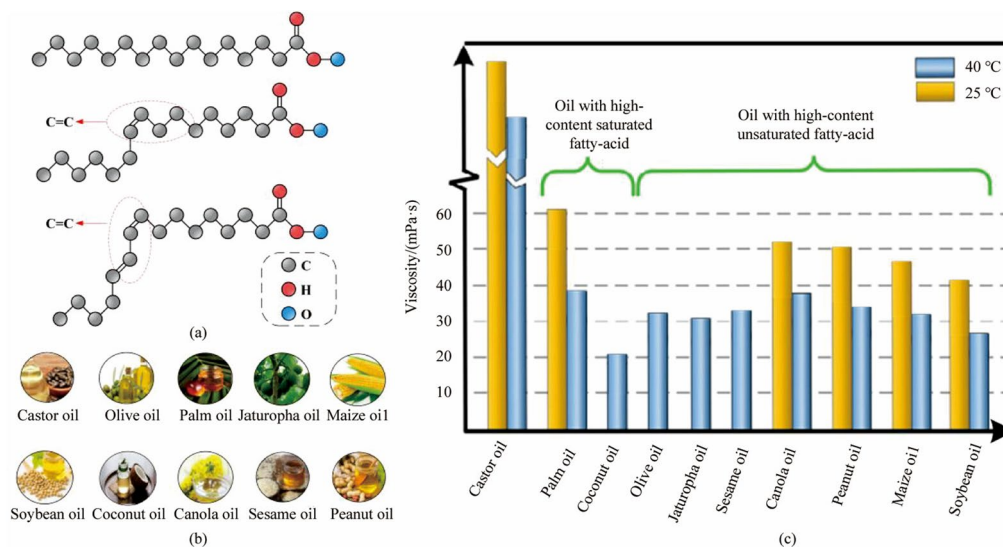 C=C
C=C
C
H
O
(a)
Castor oil
Olive oil
Palm oil
Jaturopha oil
Maize oi1
Soybean oil
Coconut oil
Canola oil
Sesame oil
Peanut oil
(b)
Viscosity/(mPa·s)
60
50
40
30
20
10
40 ℃
25 ℃
Oil with high-
content saturated
fatty-acid
Oil with high-content
unsaturated fatty-acid
Castor oil
Palm oil
Coconut oil
Olive oil
Jaturopha oil
Sesame oil
Canola oil
Peanut oil
Maize oi1
Soybean oil
(c)